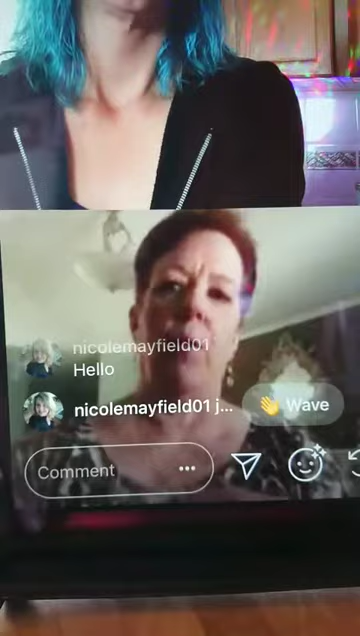 nicolemayfield01
Hello
nicolemayfield01 j...
👋 Wave
Comment